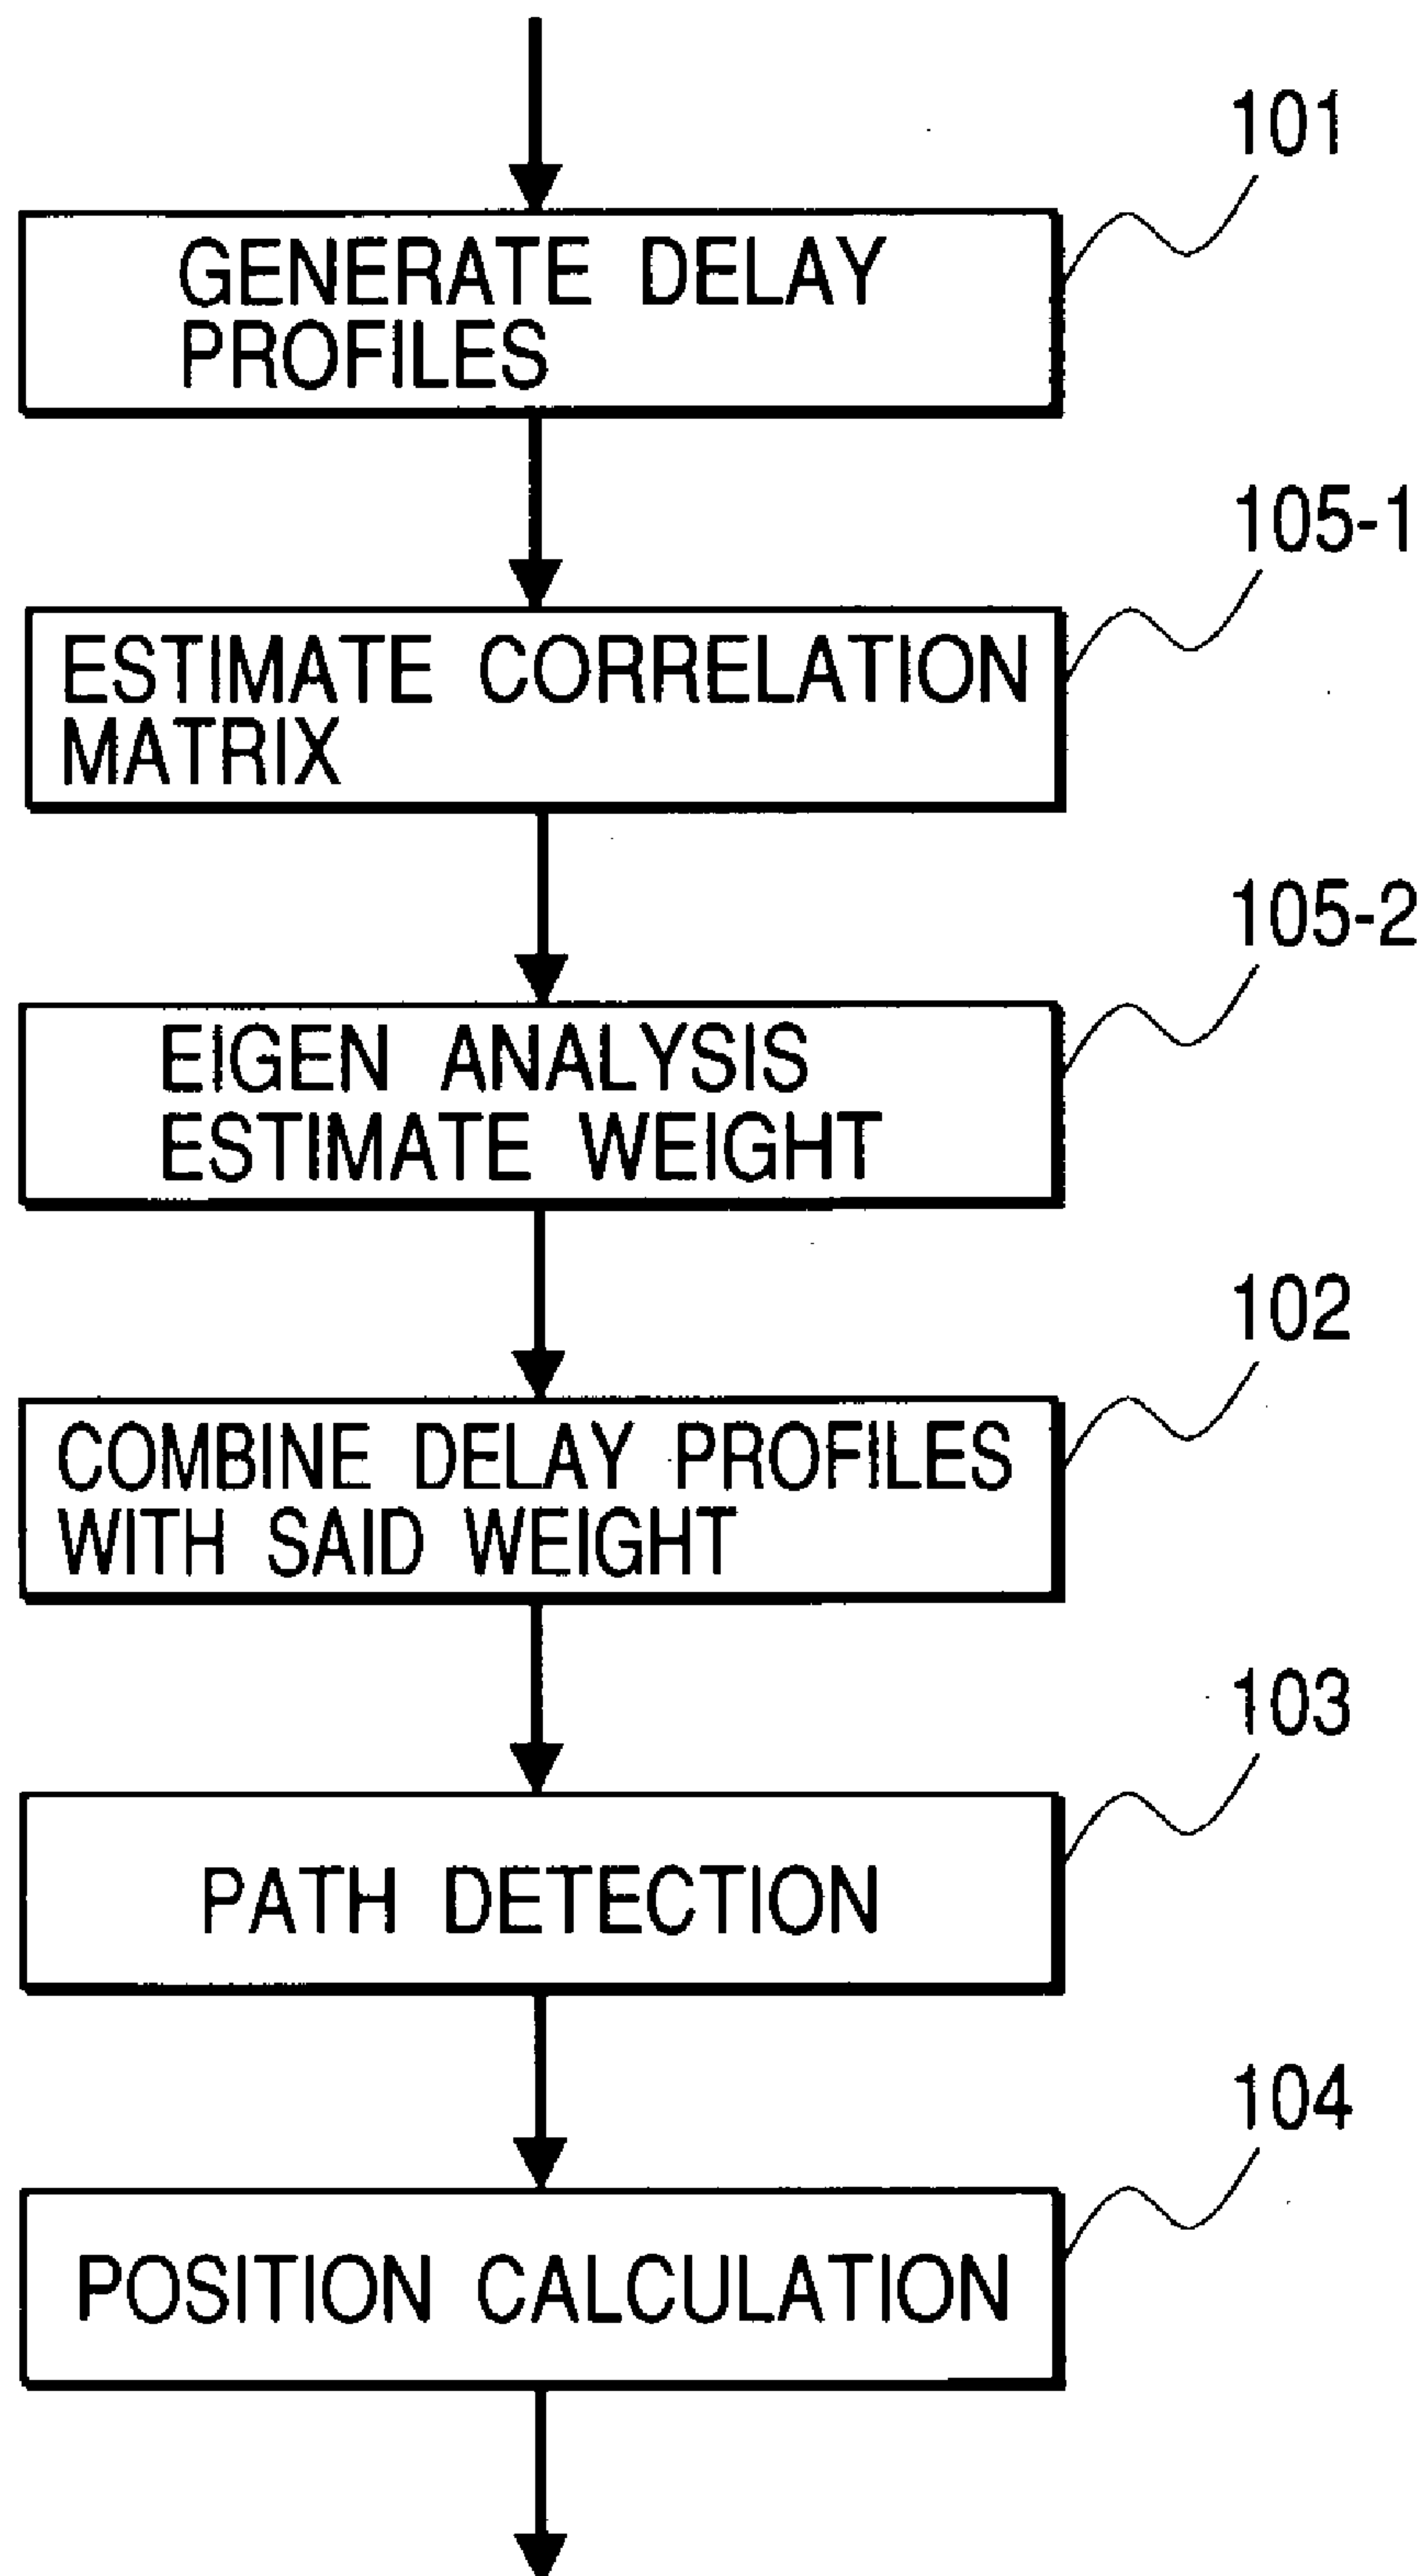 101
GENERATE DELAY
PROFILES
105-1
ESTIMATE CORRELATION
MATRIX
105-2
EIGEN ANALYSIS
ESTIMATE WEIGHT
102
COMBINE DELAY PROFILES
WITH SAID WEIGHT
103
PATH DETECTION
104
POSITION CALCULATION